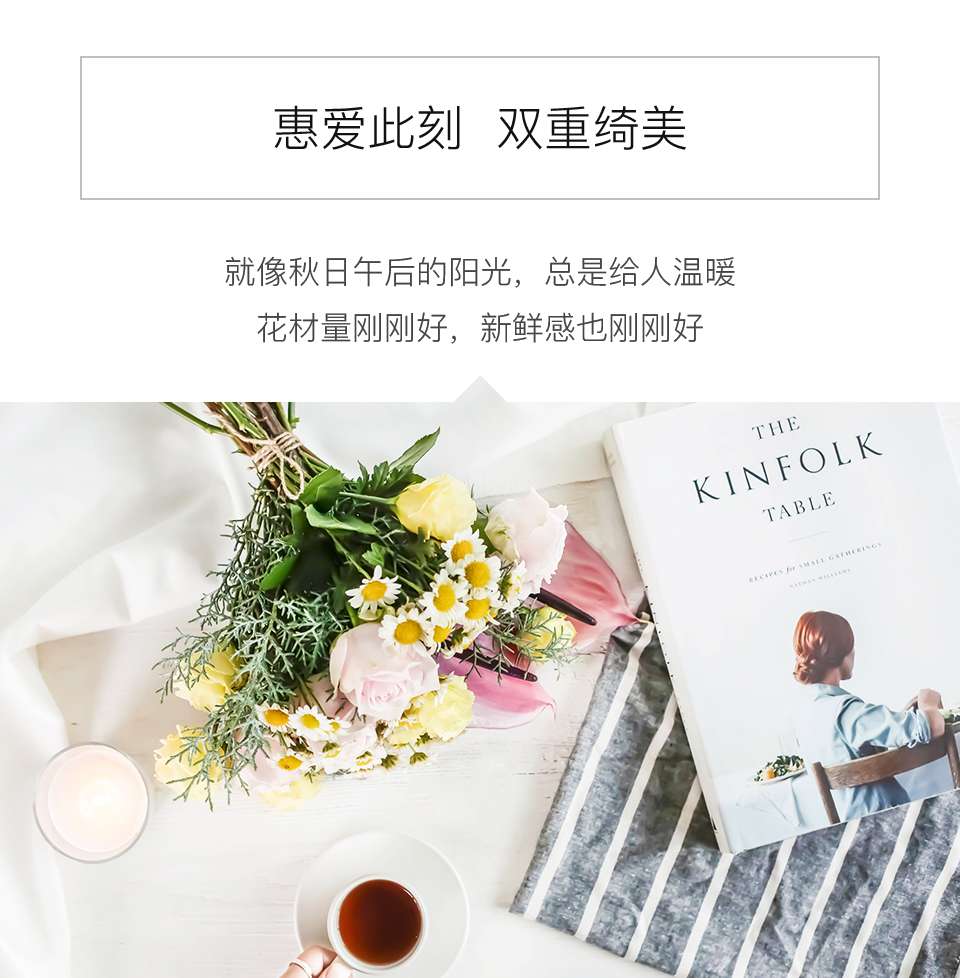 惠爱此刻 双重绮美
就像秋日午后的阳光，总是给人温暖
花材量刚刚好，新鲜感也刚刚好
THE
KINFOLK
TABLE
RECIPES for SMALL GATHERINGS
NATHAN WILLIAMS